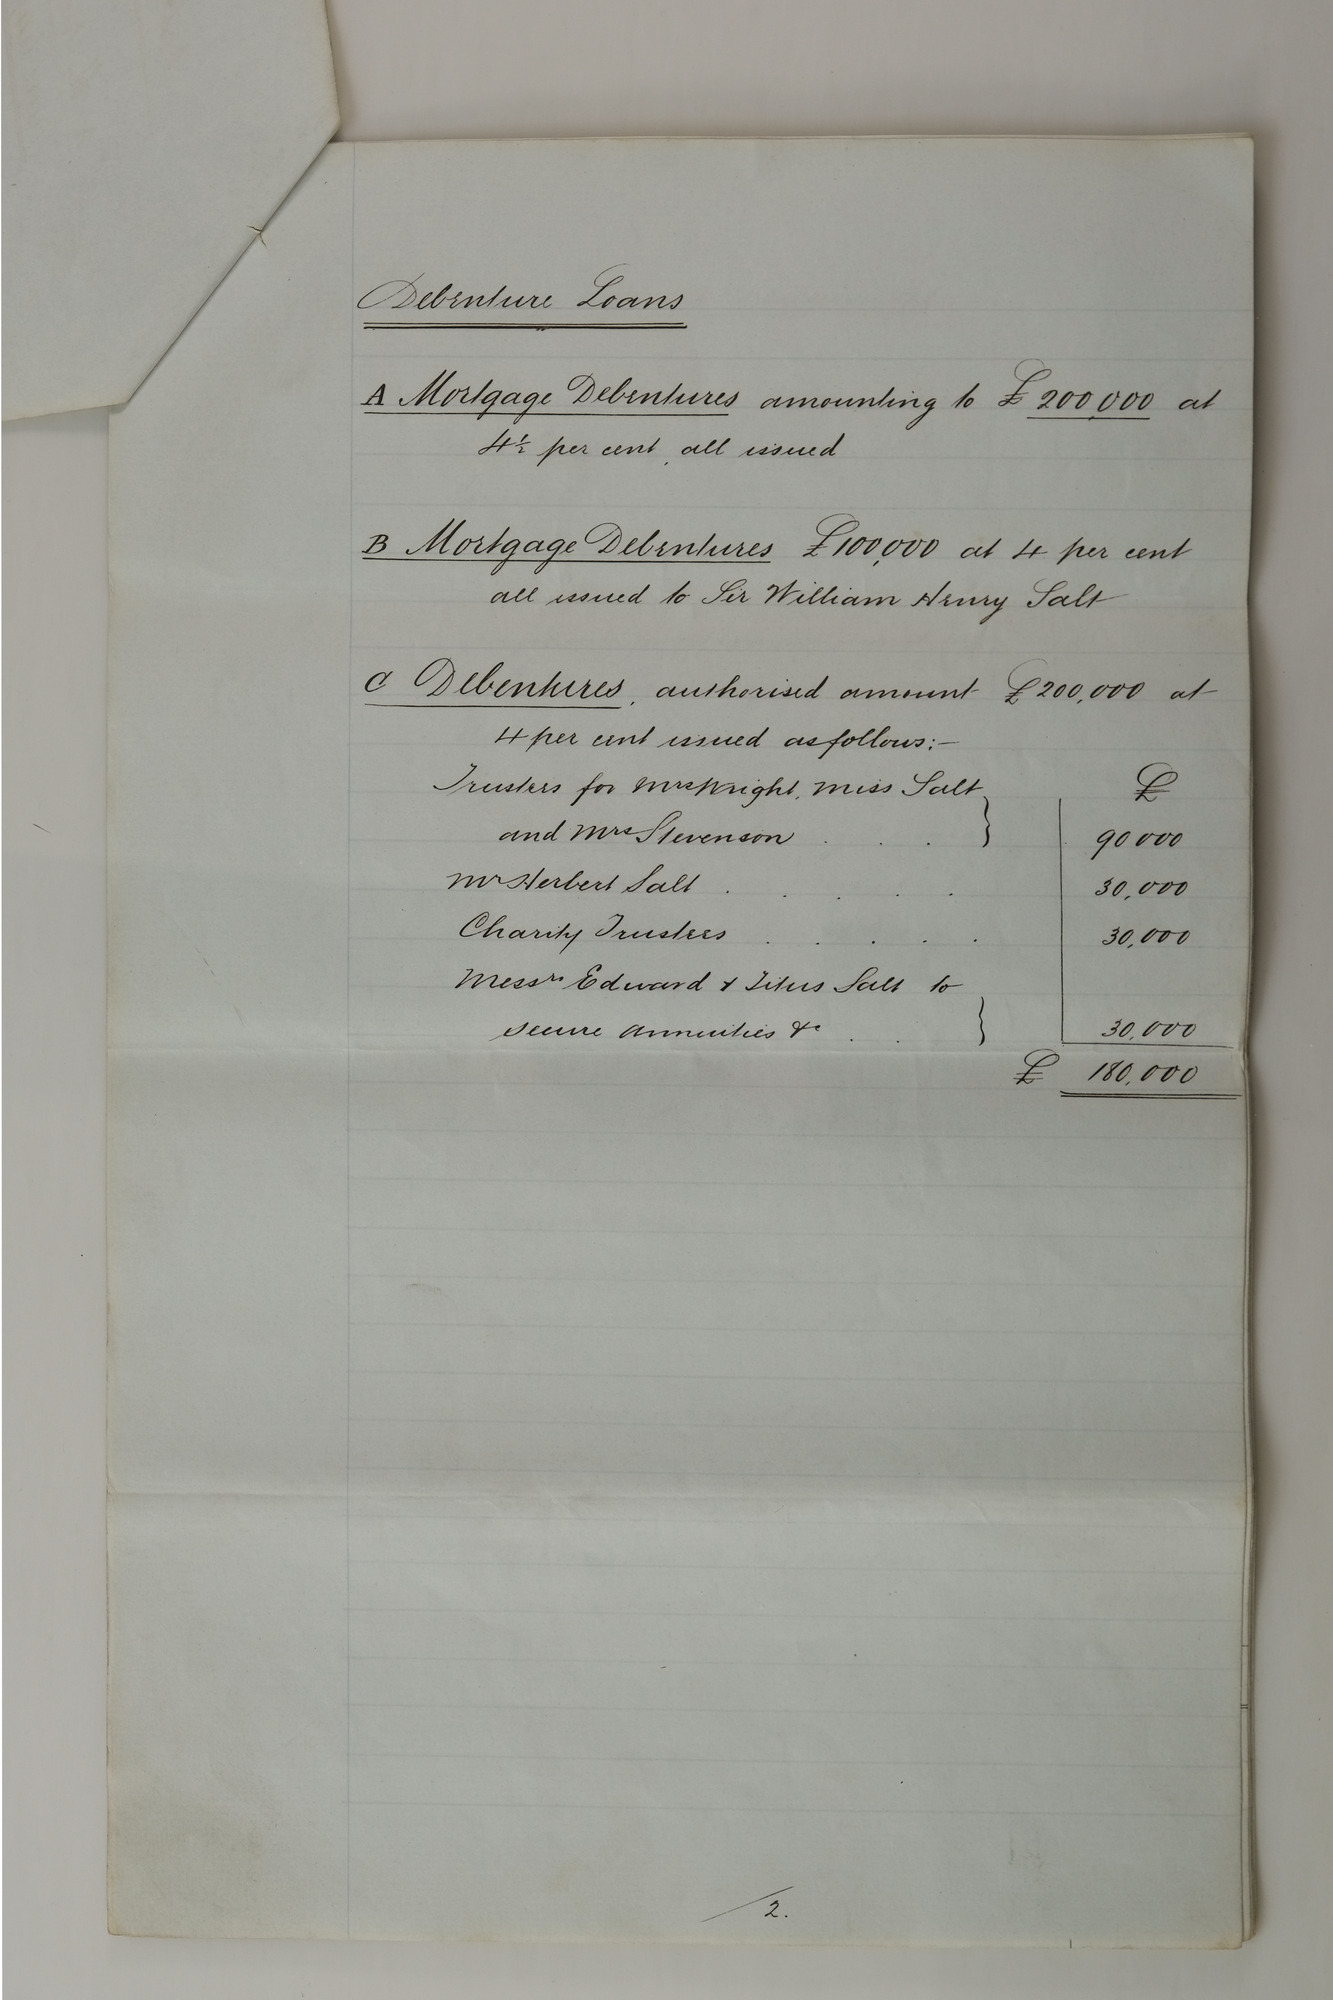 Debenture Loans
A Mortgage Debentures amounting to £200,000 at
4½ per cent, all issued
B Mortgage Debentures £100,000 at 4 per cent
all issued to Sir William Henry Salt
C Debentures, authorised amount £200,000 at
4 per cent issued as follows:-
Trustees for Mrs Wright, Miss Salt } £
and Mrs Stevenson . . . 90000
Mr Herbert Salt . . . . 30,000
Charity Trustees . . . . 30,000
Messrs Edward & Titus Salt to }
secure Annuities &c . . 30,000
£ 180,000
/2.